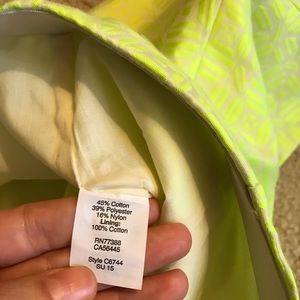 45% Cotton
39% Polyester
16% Nylon
Lining:
100% Cotton
RN77388
CA56445
Style C6744
SU 15